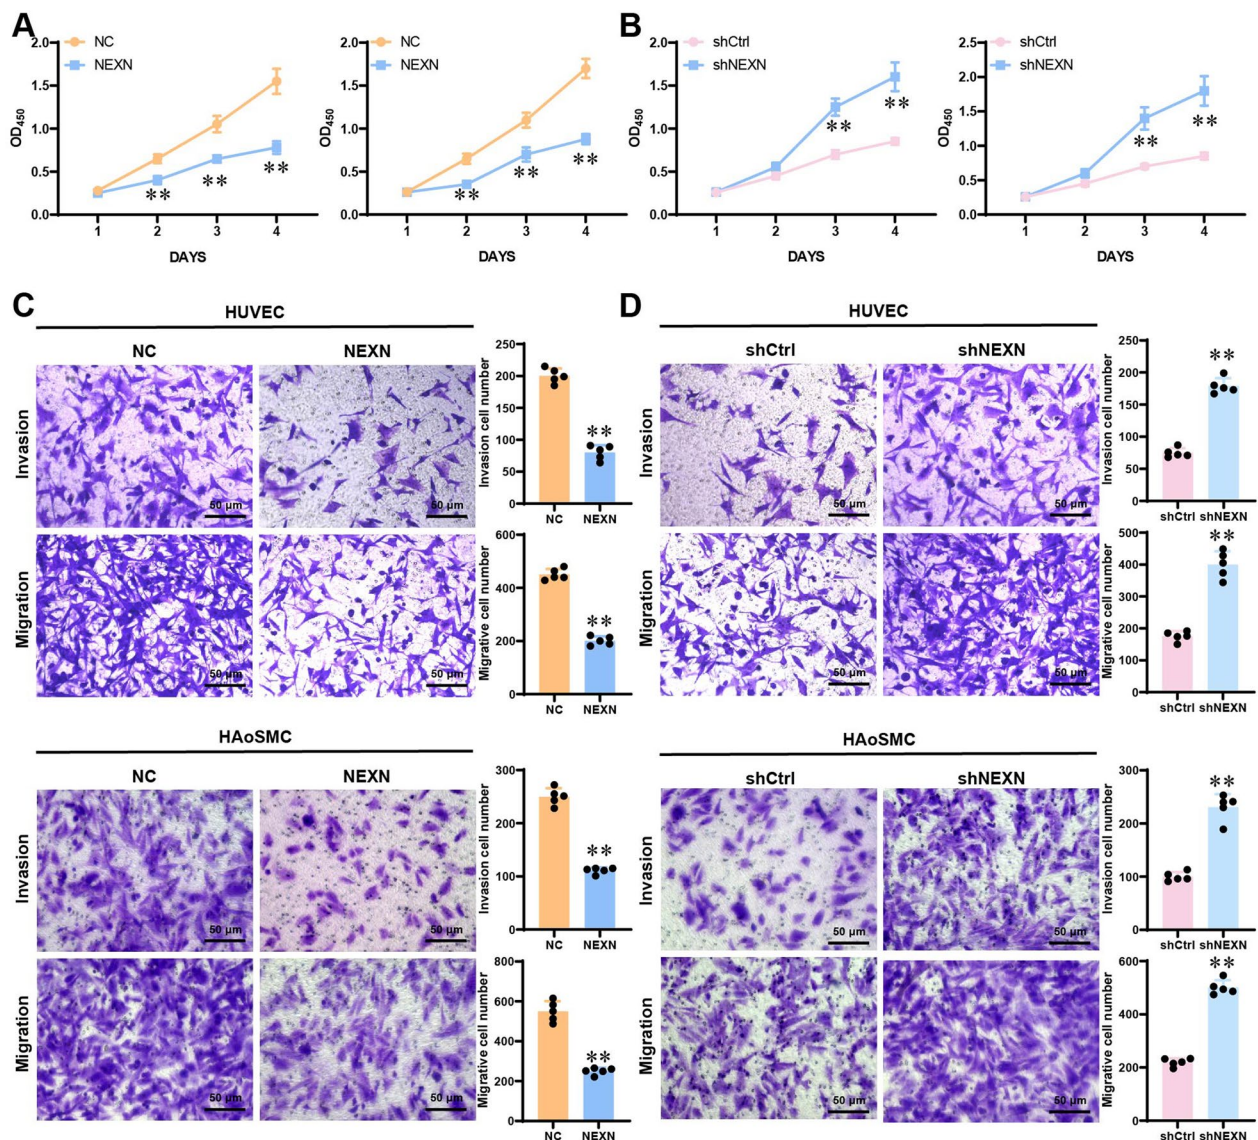 A
B
2.0
1.5
1.0
0.5
0.0
OD450
NC
NEXN
**
**
**
1
2
3
4
DAYS
2.0
1.5
1.0
0.5
0.0
OD450
NC
NEXN
**
**
**
1
2
3
4
DAYS
2.0
1.5
1.0
0.5
0.0
OD450
shCtrl
shNEXN
**
**
1
2
3
4
DAYS
2.5
2.0
1.5
1.0
0.5
0.0
OD450
shCtrl
shNEXN
**
**
1
2
3
4
DAYS
C
HUVEC
NC
NEXN
Invasion
50 μm
50 μm
Invasion cell number
250
200
150
100
50
0
**
NC
NEXN
Migration
50 μm
50 μm
Migrative cell number
600
400
200
0
**
NC
NEXN
HAoSMC
NC
NEXN
Invasion
50 μm
50 μm
Invasion cell number
300
200
100
0
**
NC
NEXN
Migration
50 μm
50 μm
Migrative cell number
800
600
400
200
0
**
NC
NEXN
D
HUVEC
shCtrl
shNEXN
Invasion
50 μm
50 μm
Invasion cell number
250
200
150
100
50
0
**
shCtrl
shNEXN
Migration
50 μm
50 μm
Migrative cell number
500
400
300
200
100
0
**
shCtrl
shNEXN
HAoSMC
shCtrl
shNEXN
Invasion
50 μm
50 μm
Invasion cell number
300
200
100
0
**
shCtrl
shNEXN
Migration
50 μm
50 μm
Migrative cell number
600
400
200
0
**
shCtrl
shNEXN